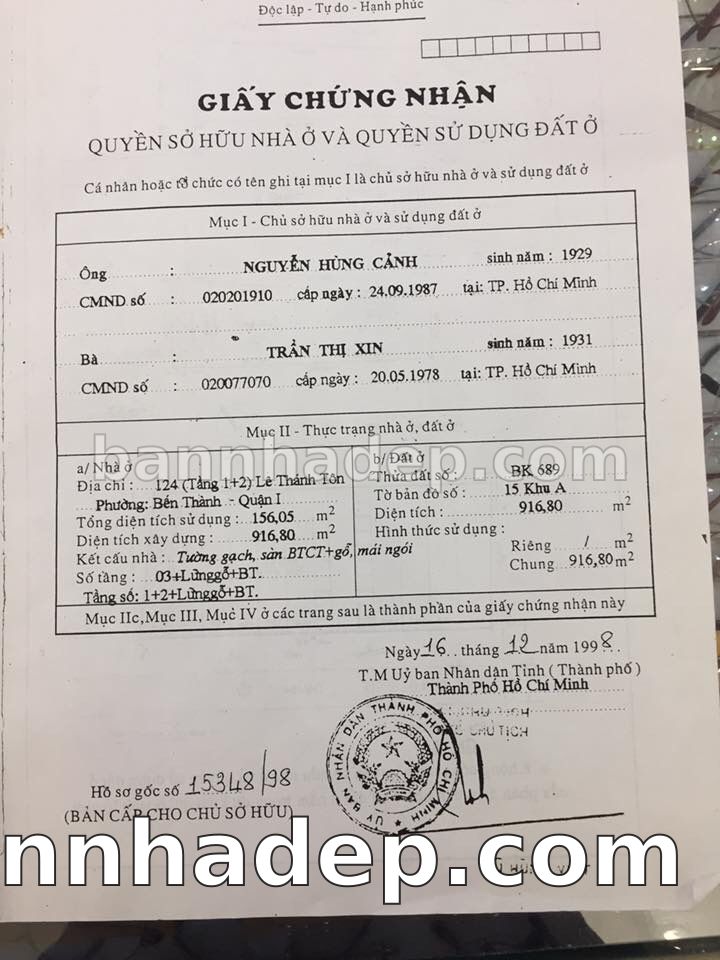 Độc lập - Tự do - Hạnh phúc
GIẤY CHỨNG NHẬN
QUYỀN SỞ HỮU NHÀ Ở VÀ QUYỀN SỬ DỤNG ĐẤT Ở
Cá nhân hoặc tổ chức có tên ghi tại mục I là chủ sở hữu nhà ở và sử dụng đất ở
Mục I - Chủ sở hữu nhà ở và sử dụng đất ở
Ông : NGUYỄN HÙNG CẢNH sinh năm : 1929
CMND số : 020201910 cấp ngày : 24.09.1987 tại: TP. Hồ Chí Minh
Bà : TRẦN THỊ XIN sinh năm : 1931
CMND số : 020077070 cấp ngày : 20.05.1978 tại: TP. Hồ Chí Minh
Mục II - Thực trạng nhà ở, đất ở
bannhadep.com
a/ Nhà ở
Địa chỉ : 124 (Tầng 1+2) Lê Thánh Tôn
Phường: Bến Thành - Quận I
Tổng diện tích sử dụng : 156,05 m2
Diện tích xây dựng : 916,80 m2
Kết cấu nhà : Tường gạch, sàn BTCT+gỗ, mái ngói
Số tầng : 03+Lửnggỗ+BT.
Tầng số: 1+2+Lửnggỗ+BT.
b/ Đất ở
Thửa đất số : BK 689
Tờ bản đồ số : 15 Khu A
Diện tích : 916,80 m2
Hình thức sử dụng :
Riêng / m2
Chung 916,80 m2
Mục IIc, Mục III, Mục IV ở các trang sau là thành phần của giấy chứng nhận này
Ngày 16 tháng 12 năm 1998
T.M Uỷ ban Nhân dân Tỉnh ( Thành phố )
Thành Phố Hồ Chí Minh
CHỦ TỊCH
ỦY BAN NHÂN DÂN THÀNH PHỐ HỒ CHÍ MINH
Hồ sơ gốc số 15348/98
(BẢN CẤP CHO CHỦ SỞ HỮU)
nnhadep.com